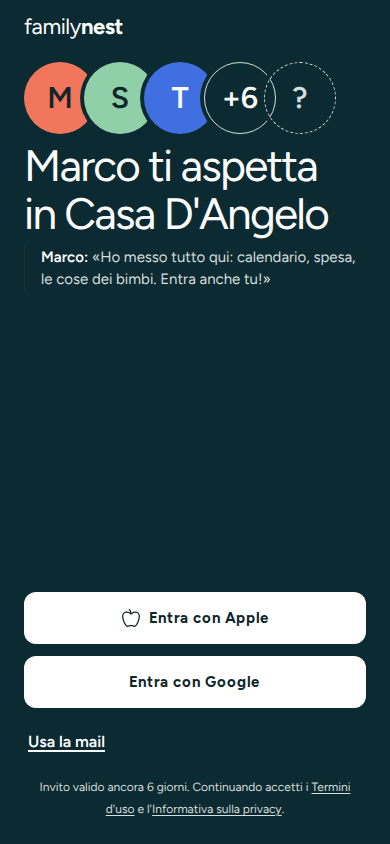 familynest
M S T +6 ?
Marco ti aspetta
in Casa D'Angelo
Marco: «Ho messo tutto qui: calendario, spesa,
le cose dei bimbi. Entra anche tu!»
Entra con Apple
Entra con Google
Usa la mail
Invito valido ancora 6 giorni. Continuando accetti i Termini
d'uso e l'Informativa sulla privacy.